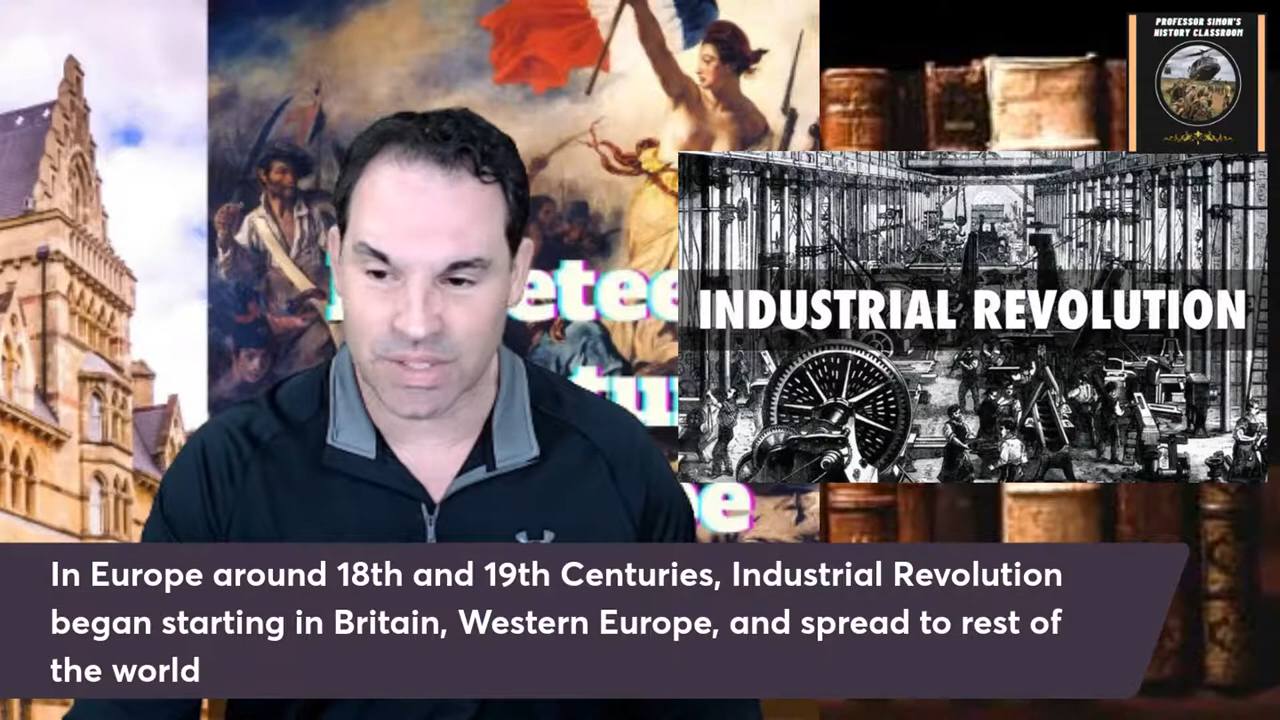 PROFESSOR SIMON'S
HISTORY CLASSROOM
INDUSTRIAL REVOLUTION
In Europe around 18th and 19th Centuries, Industrial Revolution
began starting in Britain, Western Europe, and spread to rest of
the world